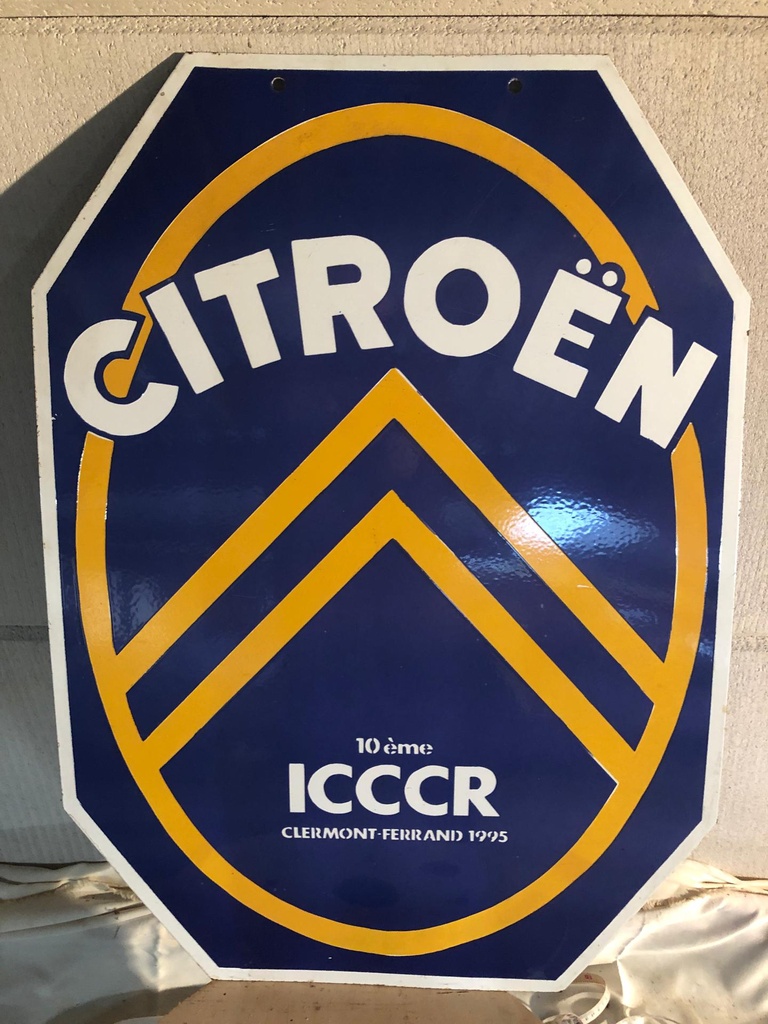 CITROËN
10 ème
ICCCR
CLERMONT-FERRAND 1995